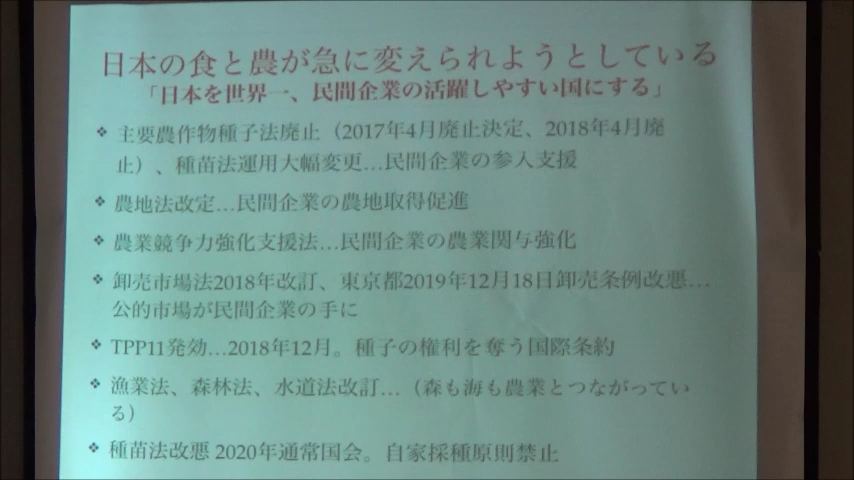 日本の食と農が急に変えられようとしている
「日本を世界一、民間企業の活躍しやすい国にする」
❖ 主要農作物種子法廃止（2017年4月廃止決定、2018年4月廃
止）、種苗法運用大幅変更…民間企業の参入支援
❖ 農地法改定…民間企業の農地取得促進
❖ 農業競争力強化支援法…民間企業の農業関与強化
❖ 卸売市場法2018年改訂、東京都2019年12月18日卸売条例改悪…
公的市場が民間企業の手に
❖ TPP11発効…2018年12月。種子の権利を奪う国際条約
❖ 漁業法、森林法、水道法改訂…（森も海も農業とつながってい
る）
❖ 種苗法改悪 2020年通常国会。自家採種原則禁止